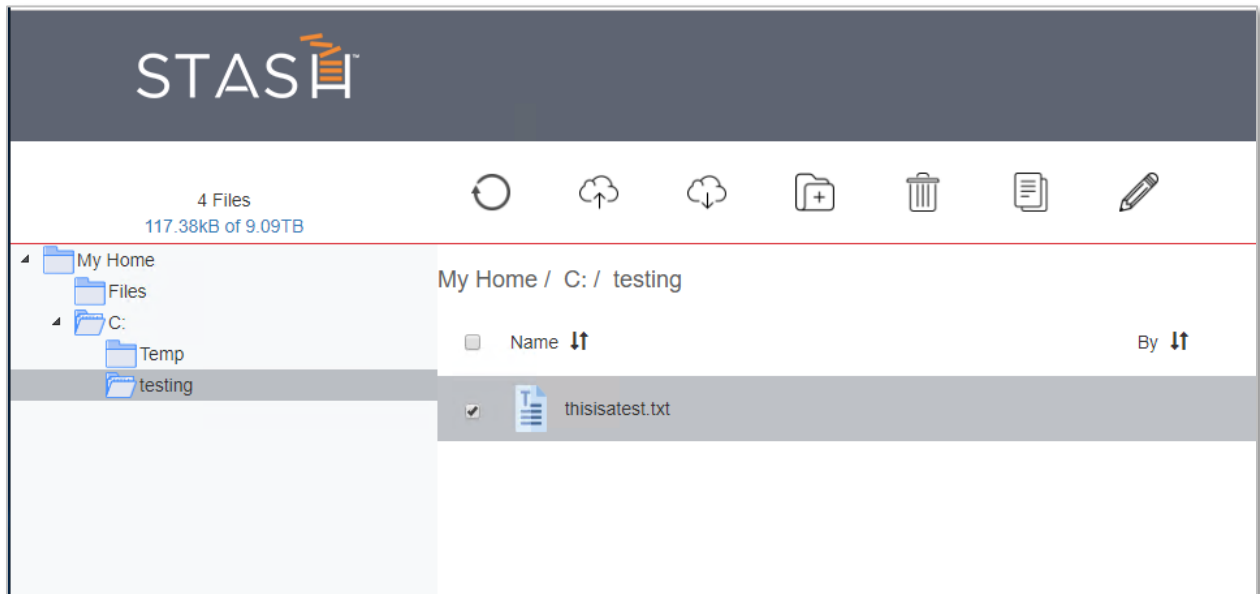 STASH™
4 Files
117.38kB of 9.09TB
My Home
Files
C:
Temp
testing
My Home / C: / testing
Name By
thisisatest.txt